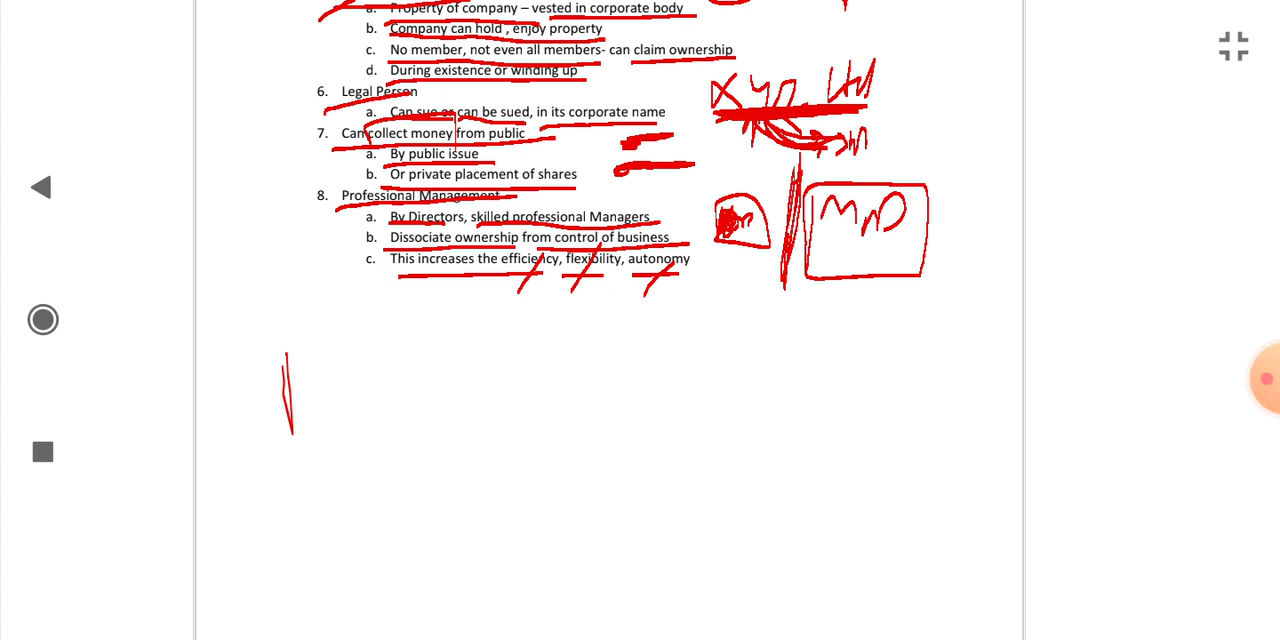 a. Property of company – vested in corporate body
b. Company can hold , enjoy property
c. No member, not even all members- can claim ownership
d. During existence or winding up
6. Legal Person
a. Can sue or can be sued, in its corporate name
7. Can collect money from public
a. By public issue
b. Or private placement of shares
8. Professional Management
a. By Directors, skilled professional Managers
b. Dissociate ownership from control of business
c. This increases the efficiency, flexibility, autonomy
Ltd